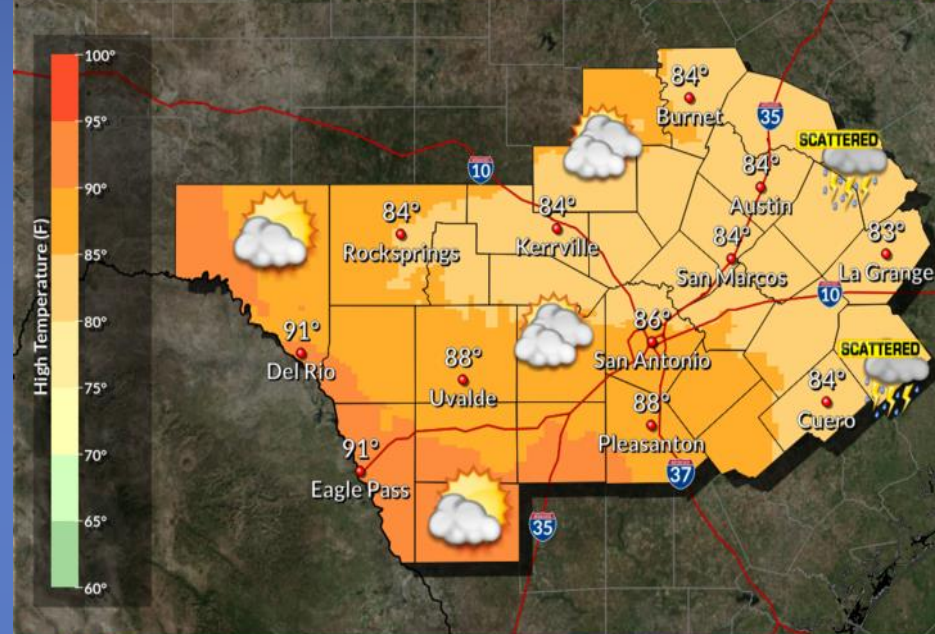 High Temperature (F)
100°
95°
90°
85°
80°
75°
70°
65°
60°
84°
Burnet
35
SCATTERED
10
84°
Austin
84°
Rocksprings
84°
Kerrville
84°
San Marcos
83°
La Grange
10
91°
Del Rio
86°
San Antonio
SCATTERED
88°
Uvalde
84°
Cuero
88°
Pleasanton
91°
Eagle Pass
37
35